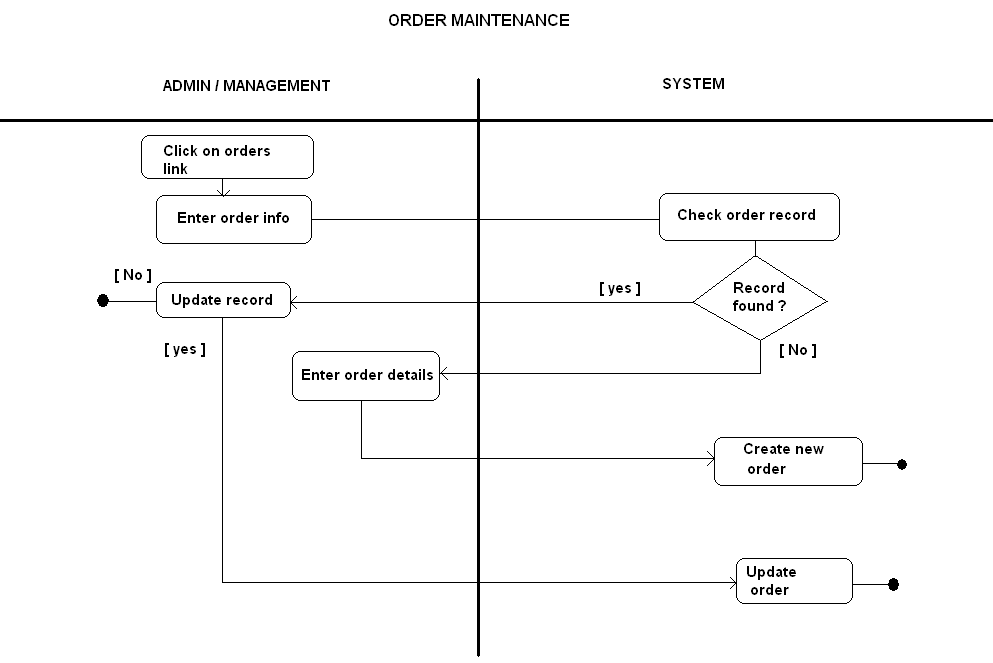 ORDER MAINTENANCE
ADMIN / MANAGEMENT
SYSTEM
Click on orders
link
Enter order info
Check order record
[ No ]
Update record
[ yes ]
Record
found ?
[ yes ]
[ No ]
Enter order details
Create new
order
Update
order